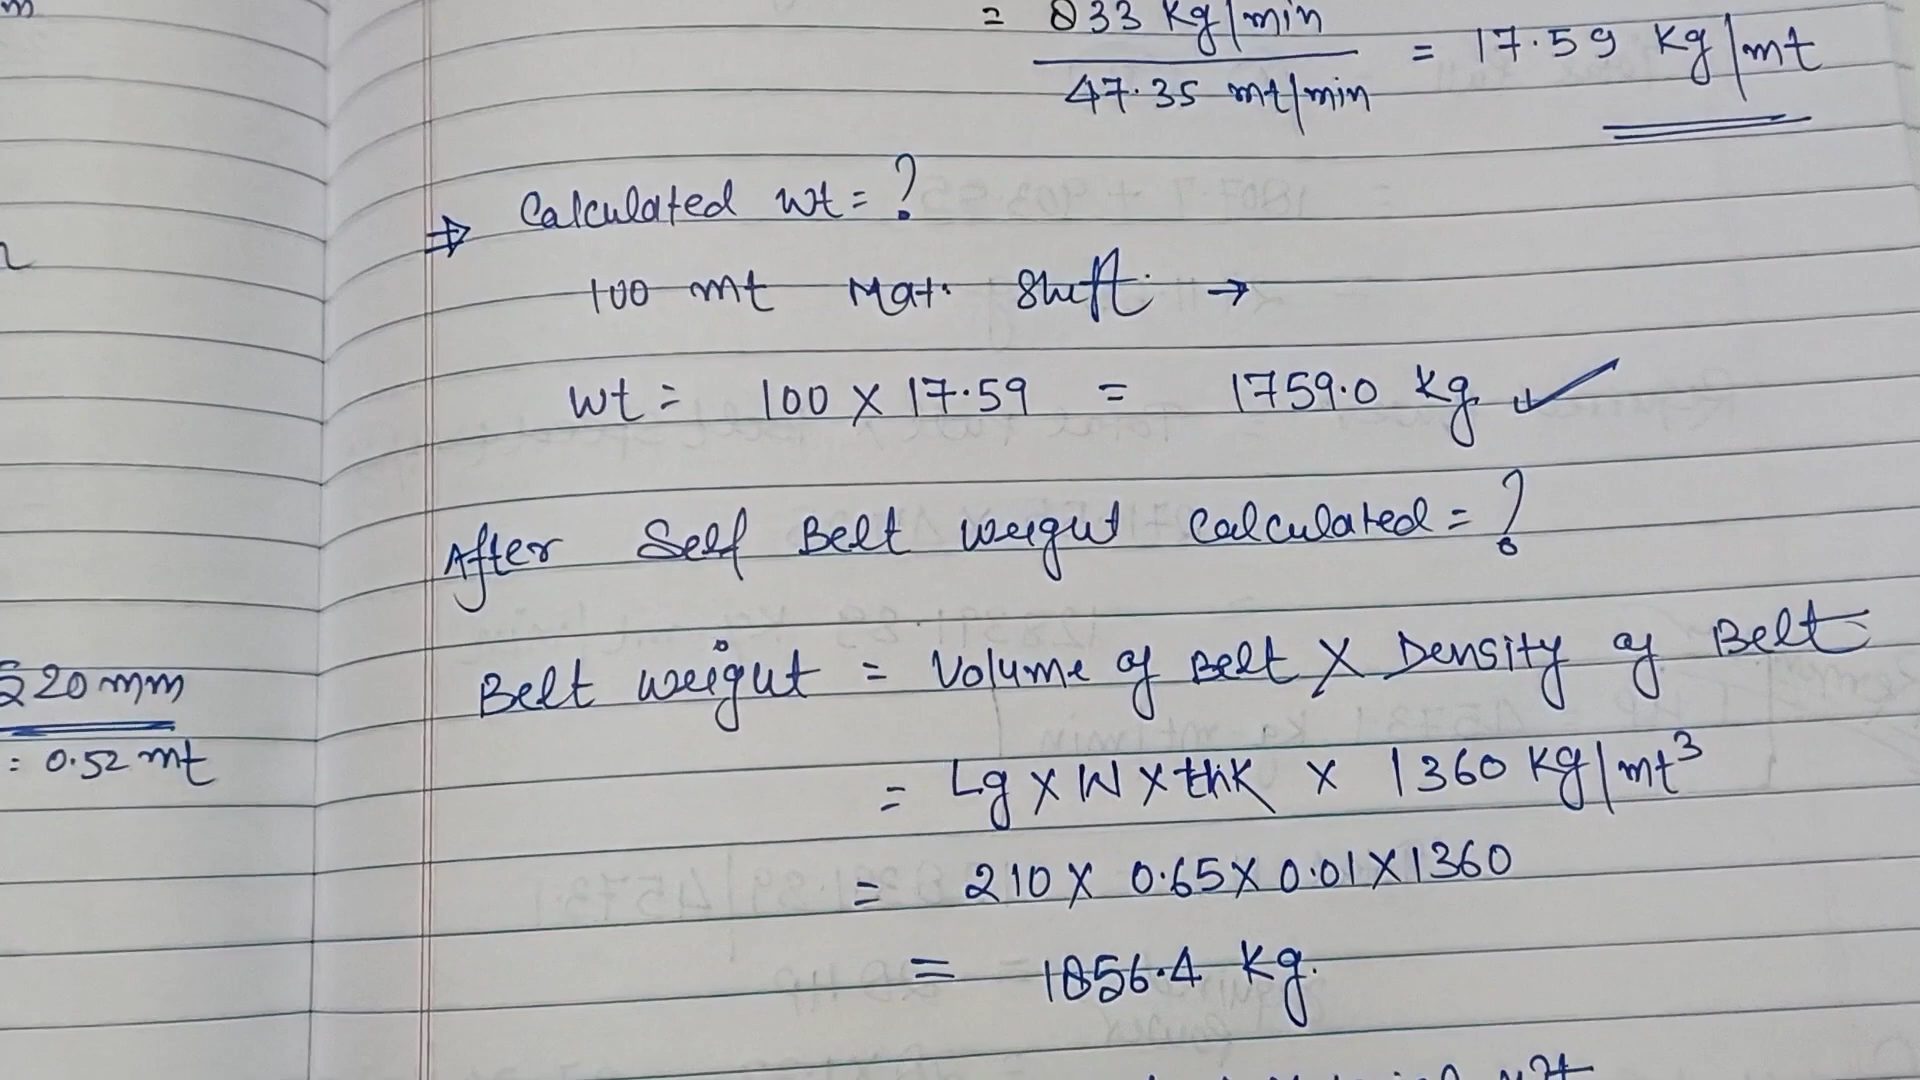 m
520 mm
= 0.52 mt
= 833 Kg/min
47.35 mt/min
= 17.59 Kg/mt
⇒ Calculated wt = ?
100 mt Mat. Shift →
wt = 100 X 17.59 = 1759.0 Kg ✓
After Self Belt weigut Calculated = ?
Belt weigut = Volume of Belt X Density of Belt
= Lg X W X thK X 1360 Kg/mt³
= 210 X 0.65 X 0.01 X 1360
= 1856.4 Kg.